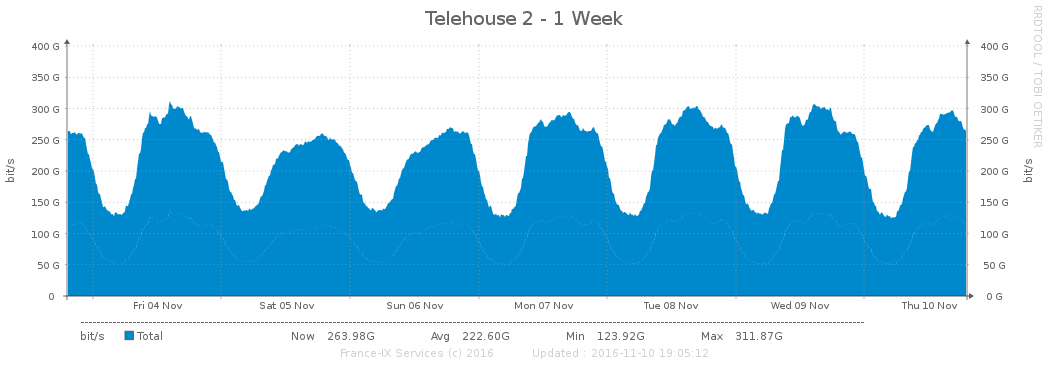 Telehouse 2 - 1 Week
RRDTOOL / TOBI OETIKER
400 G 400 G
350 G 350 G
300 G 300 G
250 G 250 G
200 G 200 G
150 G 150 G
100 G 100 G
50 G 50 G
0 0 G
bit/s
bit/s
Fri 04 Nov Sat 05 Nov Sun 06 Nov Mon 07 Nov Tue 08 Nov Wed 09 Nov Thu 10 Nov
bit/s Total Now 263.98G Avg 222.60G Min 123.92G Max 311.87G
France-IX Services (c) 2016 Updated : 2016-11-10 19:05:12